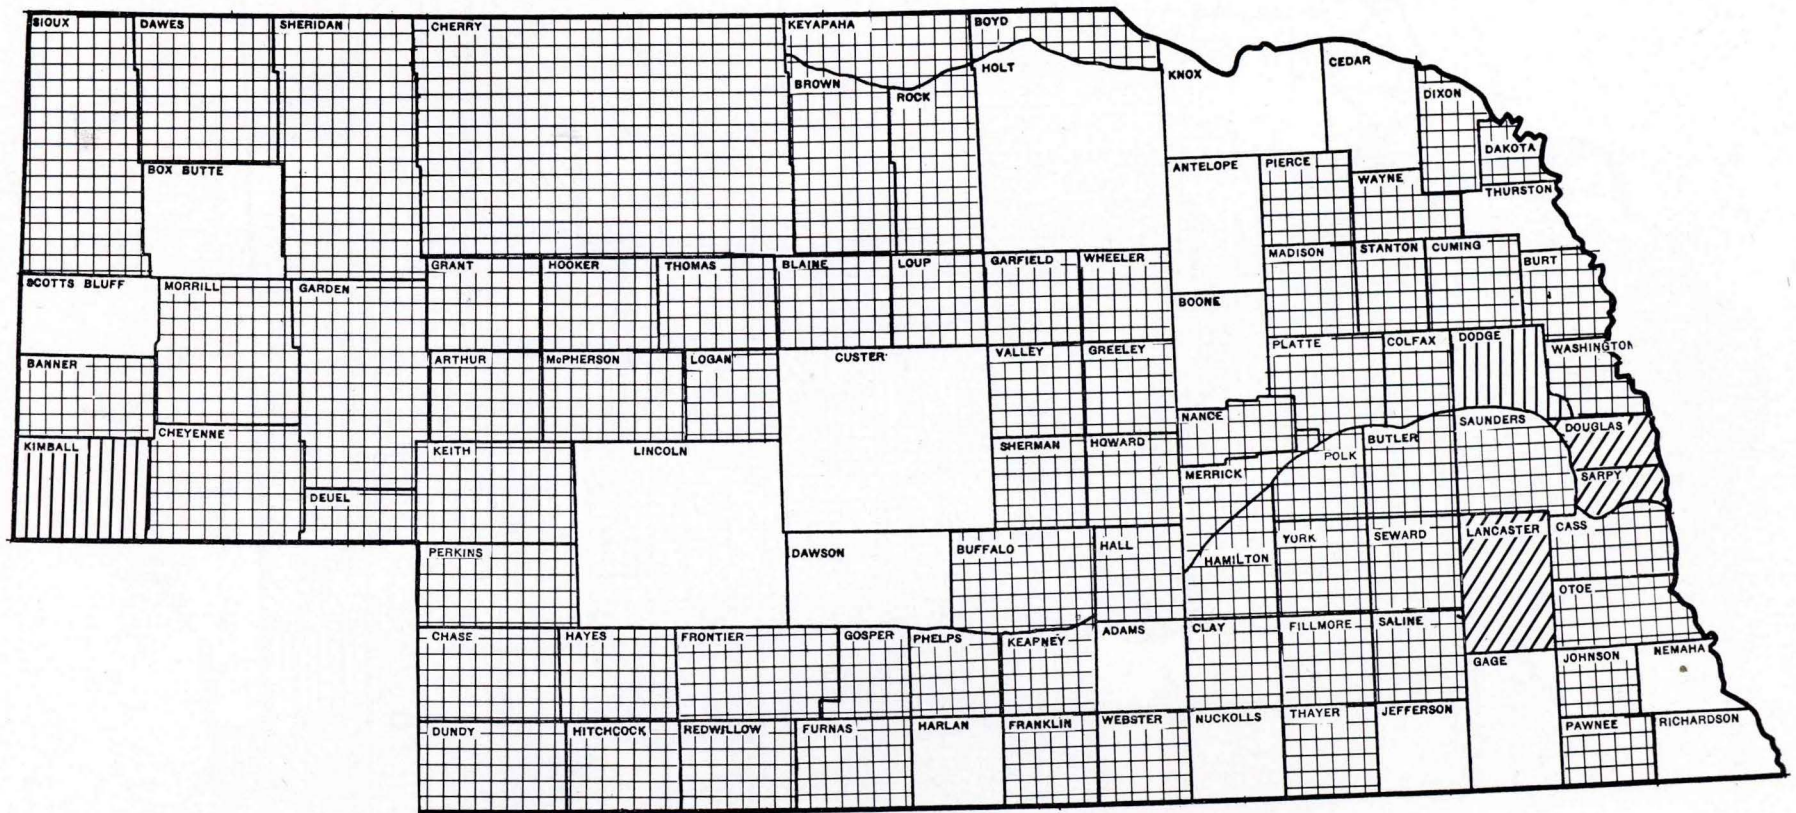 SIOUX
DAWES
SHERIDAN
CHERRY
KEYAPAHA
BOYD
HOLT
KNOX
CEDAR
DIXON
DAKOTA
THURSTON
BROWN
ROCK
BOX BUTTE
ANTELOPE
PIERCE
WAYNE
SCOTTS BLUFF
MORRILL
GARDEN
GRANT
HOOKER
THOMAS
BLAINE
LOUP
GARFIELD
WHEELER
BOONE
MADISON
STANTON
CUMING
BURT
BANNER
ARTHUR
McPHERSON
LOGAN
CUSTER
VALLEY
GREELEY
PLATTE
COLFAX
DODGE
WASHINGTON
NANCE
KIMBALL
CHEYENNE
KEITH
LINCOLN
SHERMAN
HOWARD
MERRICK
POLK
BUTLER
SAUNDERS
DOUGLAS
SARPY
DEUEL
PERKINS
DAWSON
BUFFALO
HALL
HAMILTON
YORK
SEWARD
LANCASTER
CASS
OTOE
CHASE
HAYES
FRONTIER
GOSPER
PHELPS
KEAPNEY
ADAMS
CLAY
FILLMORE
SALINE
GAGE
JOHNSON
NEMAHA
DUNDY
HITCHCOCK
REDWILLOW
FURNAS
HARLAN
FRANKLIN
WEBSTER
NUCKOLLS
THAYER
JEFFERSON
PAWNEE
RICHARDSON